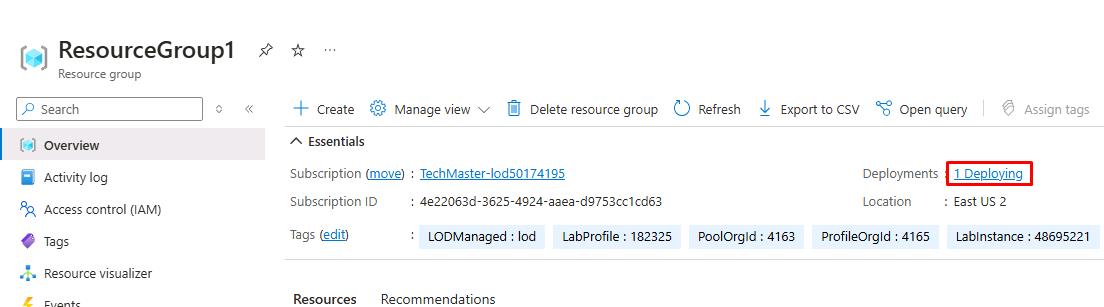 ResourceGroup1
Resource group
Search
Create Manage view Delete resource group Refresh Export to CSV Open query Assign tags
Overview
Activity log
Access control (IAM)
Tags
Resource visualizer
Events
Essentials
Subscription (move) : TechMaster-lod50174195
Subscription ID : 4e22063d-3625-4924-aaea-d9753cc1cd63
Deployments : 1 Deploying
Location : East US 2
Tags (edit) : LODManaged : lod LabProfile : 182325 PoolOrgId : 4163 ProfileOrgId : 4165 LabInstance : 48695221
Resources Recommendations